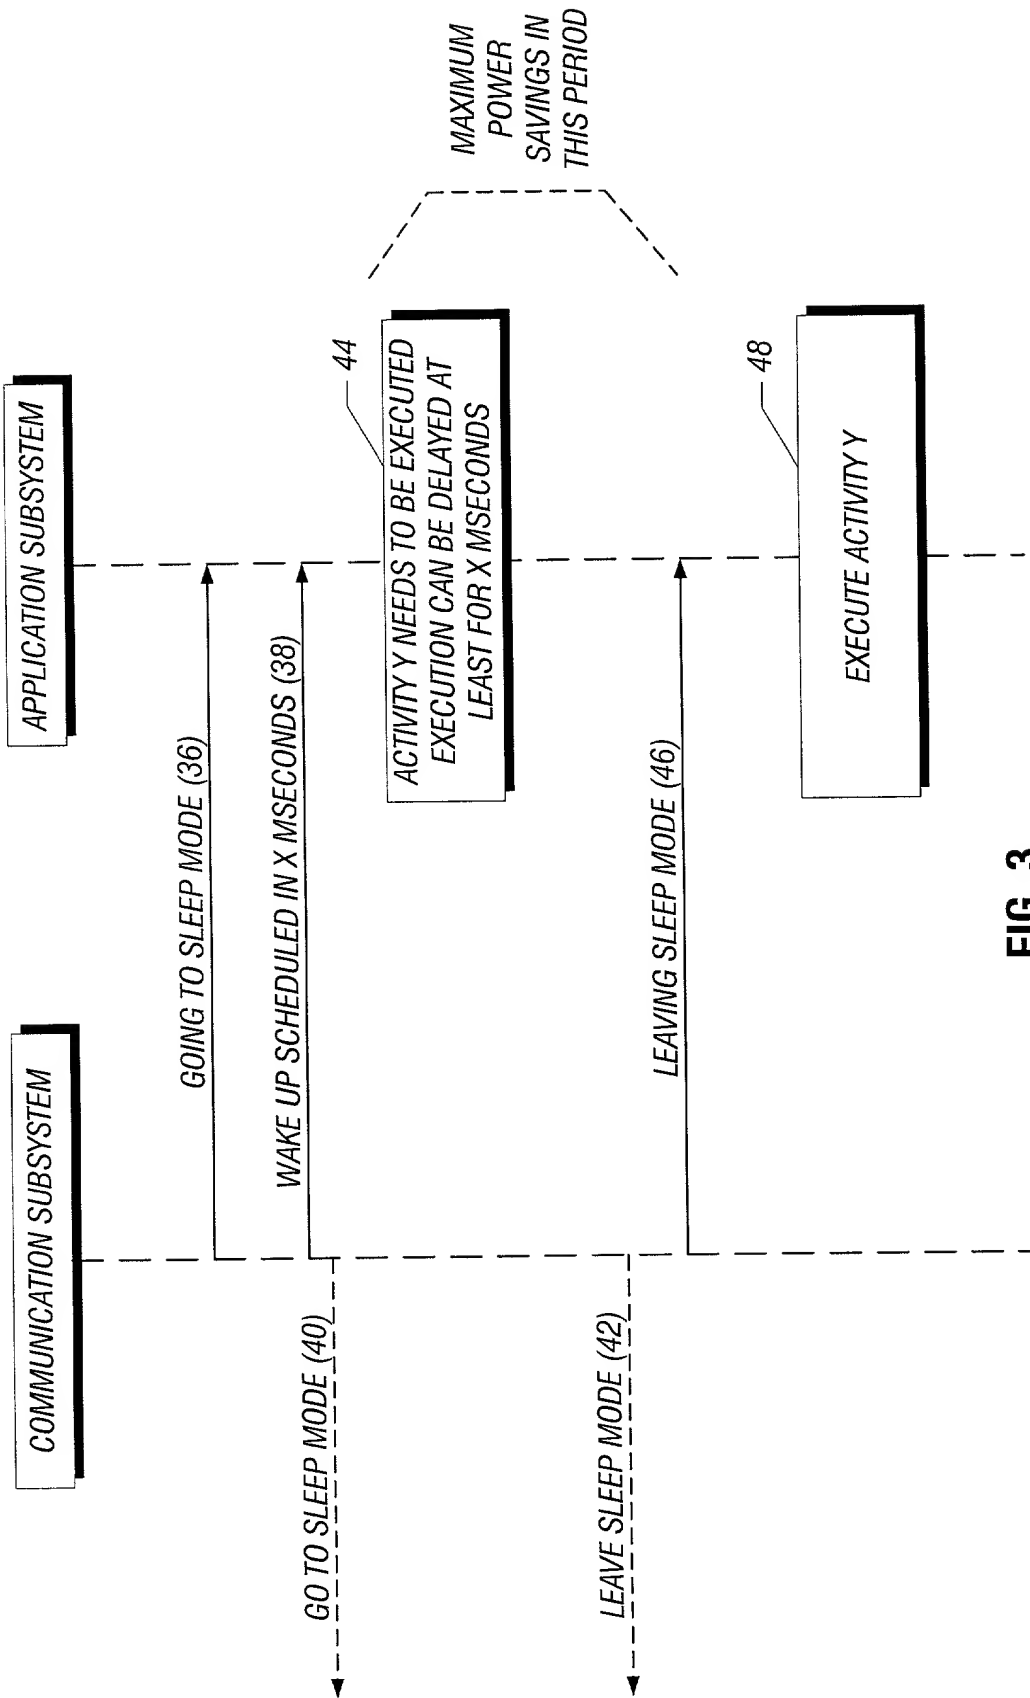 COMMUNICATION SUBSYSTEM
APPLICATION SUBSYSTEM
GOING TO SLEEP MODE (36)
WAKE UP SCHEDULED IN X MSECONDS (38)
GO TO SLEEP MODE (40)
44
ACTIVITY Y NEEDS TO BE EXECUTED
EXECUTION CAN BE DELAYED AT
LEAST FOR X MSECONDS
MAXIMUM
POWER
SAVINGS IN
THIS PERIOD
LEAVE SLEEP MODE (42)
LEAVING SLEEP MODE (46)
48
EXECUTE ACTIVITY Y
FIG. 3